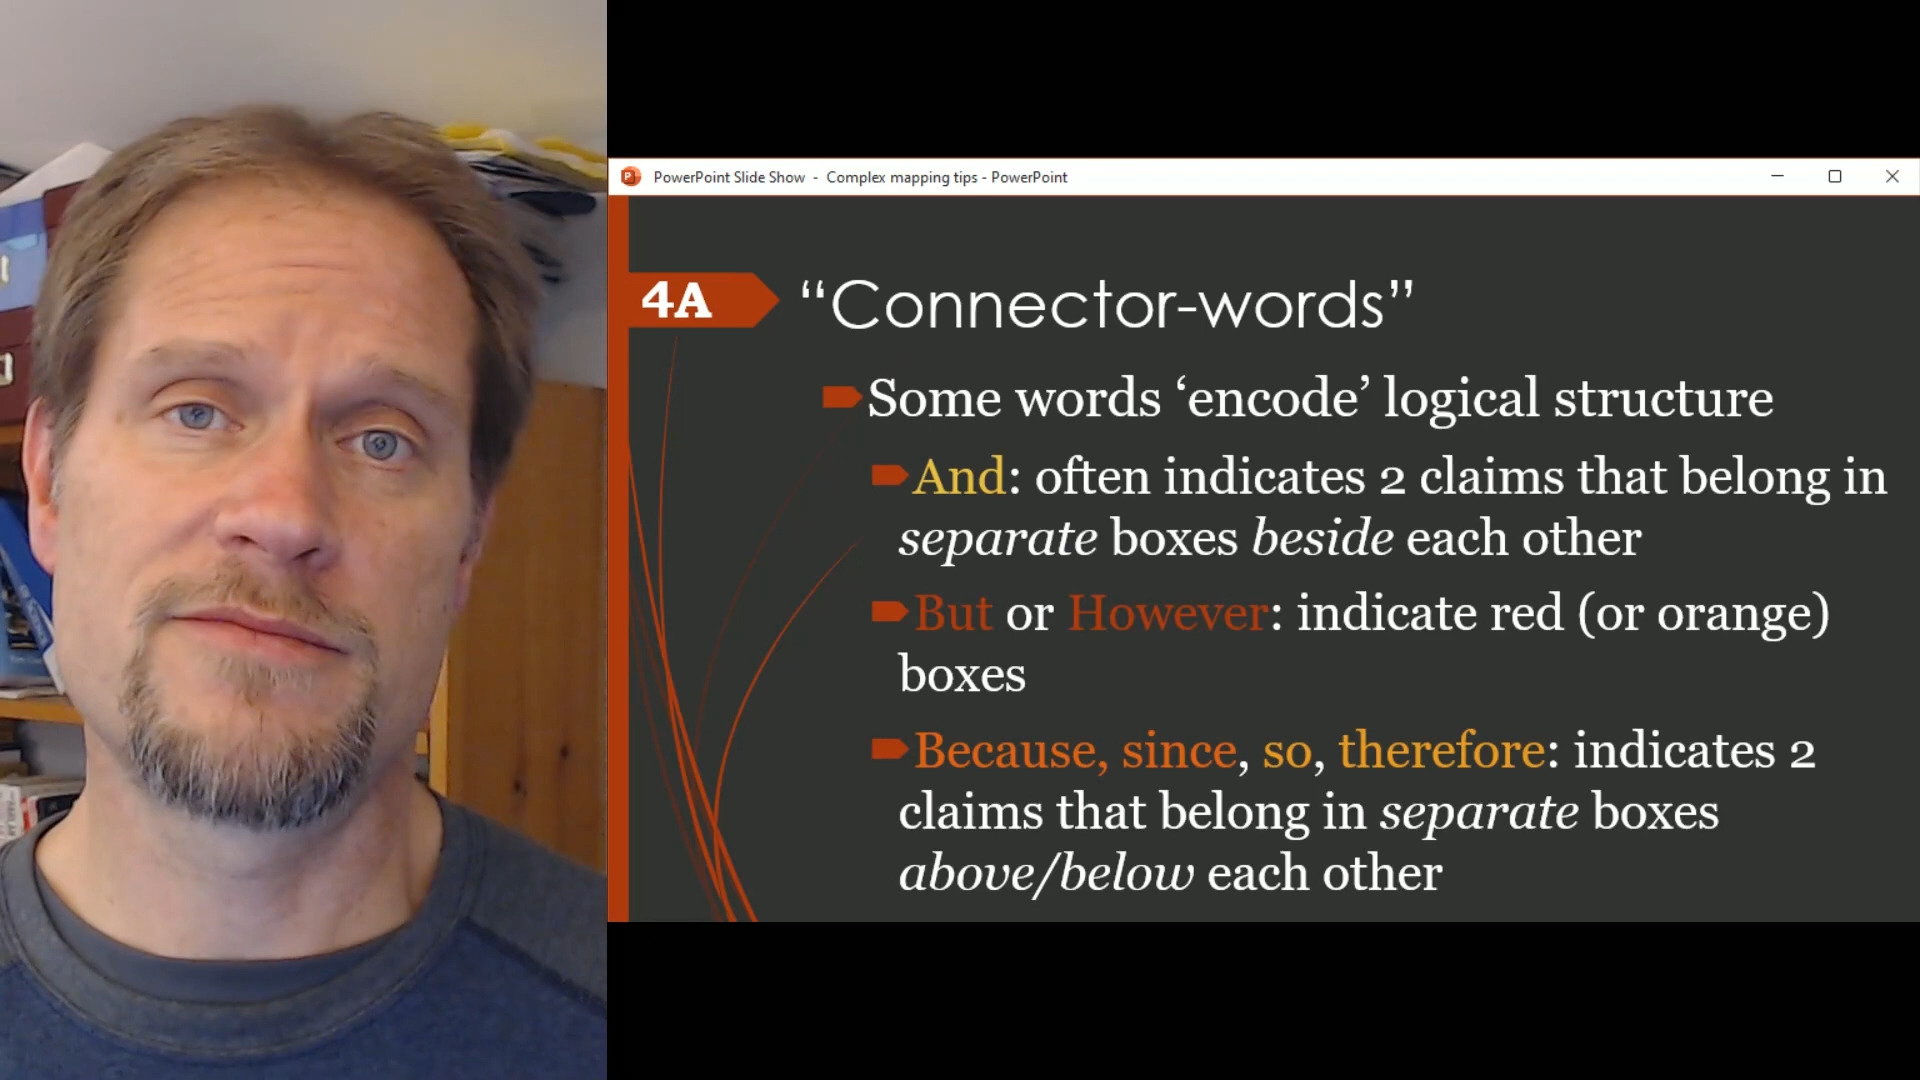 PowerPoint Slide Show - Complex mapping tips - PowerPoint
4A
“Connector-words”
Some words ‘encode’ logical structure
And: often indicates 2 claims that belong in
separate boxes beside each other
But or However: indicate red (or orange)
boxes
Because, since, so, therefore: indicates 2
claims that belong in separate boxes
above/below each other